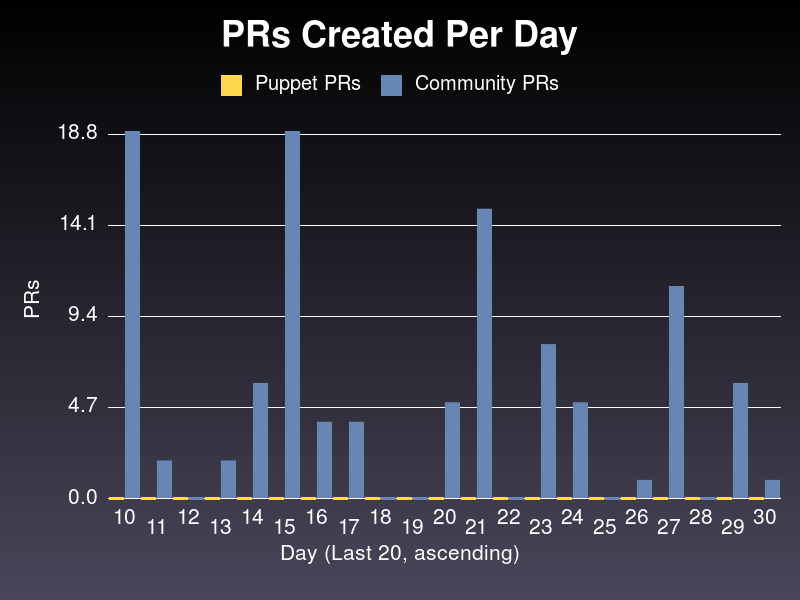 PRs Created Per Day
Puppet PRs Community PRs
18.8
14.1
9.4
4.7
0.0
PRs
10 11 12 13 14 15 16 17 18 19 20 21 22 23 24 25 26 27 28 29 30
Day (Last 20, ascending)